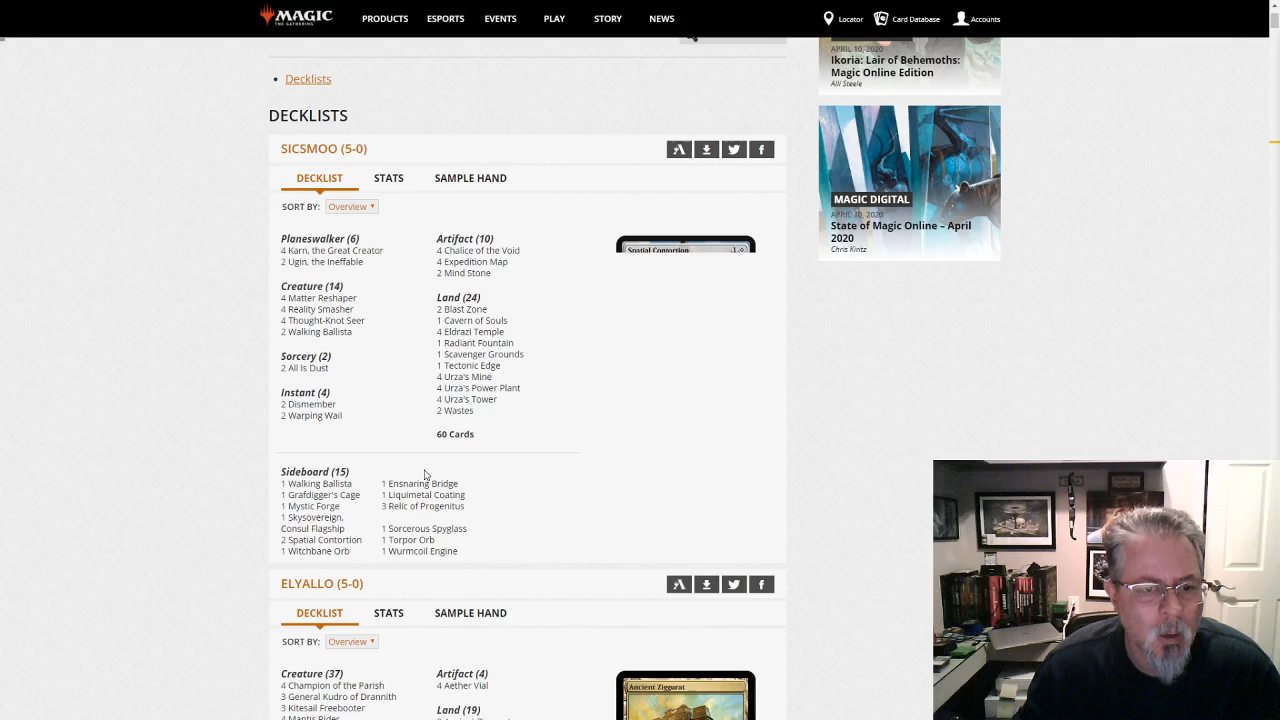 MAGIC
THE GATHERING
PRODUCTS
ESPORTS
EVENTS
PLAY
STORY
NEWS
Locator
Card Database
Accounts
Decklists
DECKLISTS
SICSMOO (5-0)
DECKLIST
STATS
SAMPLE HAND
SORT BY:
Overview
Planeswalker (6)
4 Karn, the Great Creator
2 Ugin, the Ineffable
Creature (14)
4 Matter Reshaper
4 Reality Smasher
4 Thought-Knot Seer
2 Walking Ballista
Sorcery (2)
2 All Is Dust
Instant (4)
2 Dismember
2 Warping Wail
Artifact (10)
4 Chalice of the Void
4 Expedition Map
2 Mind Stone
Land (24)
2 Blast Zone
1 Cavern of Souls
4 Eldrazi Temple
1 Radiant Fountain
1 Scavenger Grounds
1 Tectonic Edge
4 Urza's Mine
4 Urza's Power Plant
4 Urza's Tower
2 Wastes
60 Cards
Spatial Contortion
Sideboard (15)
1 Walking Ballista
1 Grafdigger's Cage
1 Mystic Forge
1 Skysovereign,
Consul Flagship
2 Spatial Contortion
1 Witchbane Orb
1 Ensnaring Bridge
1 Liquimetal Coating
3 Relic of Progenitus
1 Sorcerous Spyglass
1 Torpor Orb
1 Wurmcoil Engine
ELYALLO (5-0)
DECKLIST
STATS
SAMPLE HAND
SORT BY:
Overview
Creature (37)
4 Champion of the Parish
3 General Kudro of Drannith
3 Kitesail Freebooter
4 Mantis Rider
Artifact (4)
4 Aether Vial
Land (19)
Ancient Ziggurat
APRIL 10, 2020
Ikoria: Lair of Behemoths:
Magic Online Edition
Alli Steele
MAGIC DIGITAL
APRIL 10, 2020
State of Magic Online – April
2020
Chris Kiritz